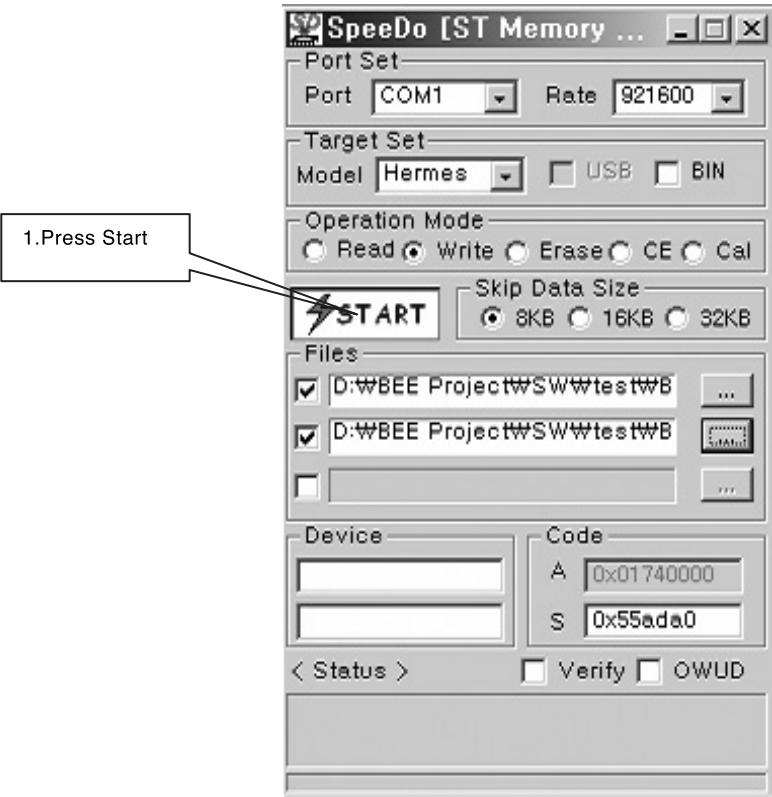 SpeeDo [ST Memory ...
Port Set
Port COM1 Rate 921600
Target Set
Model Hermes USB BIN
Operation Mode
Read Write Erase CE Cal
1.Press Start
START
Skip Data Size
8KB 16KB 32KB
Files
D:₩BEE Project₩SW₩test₩B ...
D:₩BEE Project₩SW₩test₩B ...
...
Device
Code
A 0x01740000
S 0x55ada0
< Status > Verify OWUD